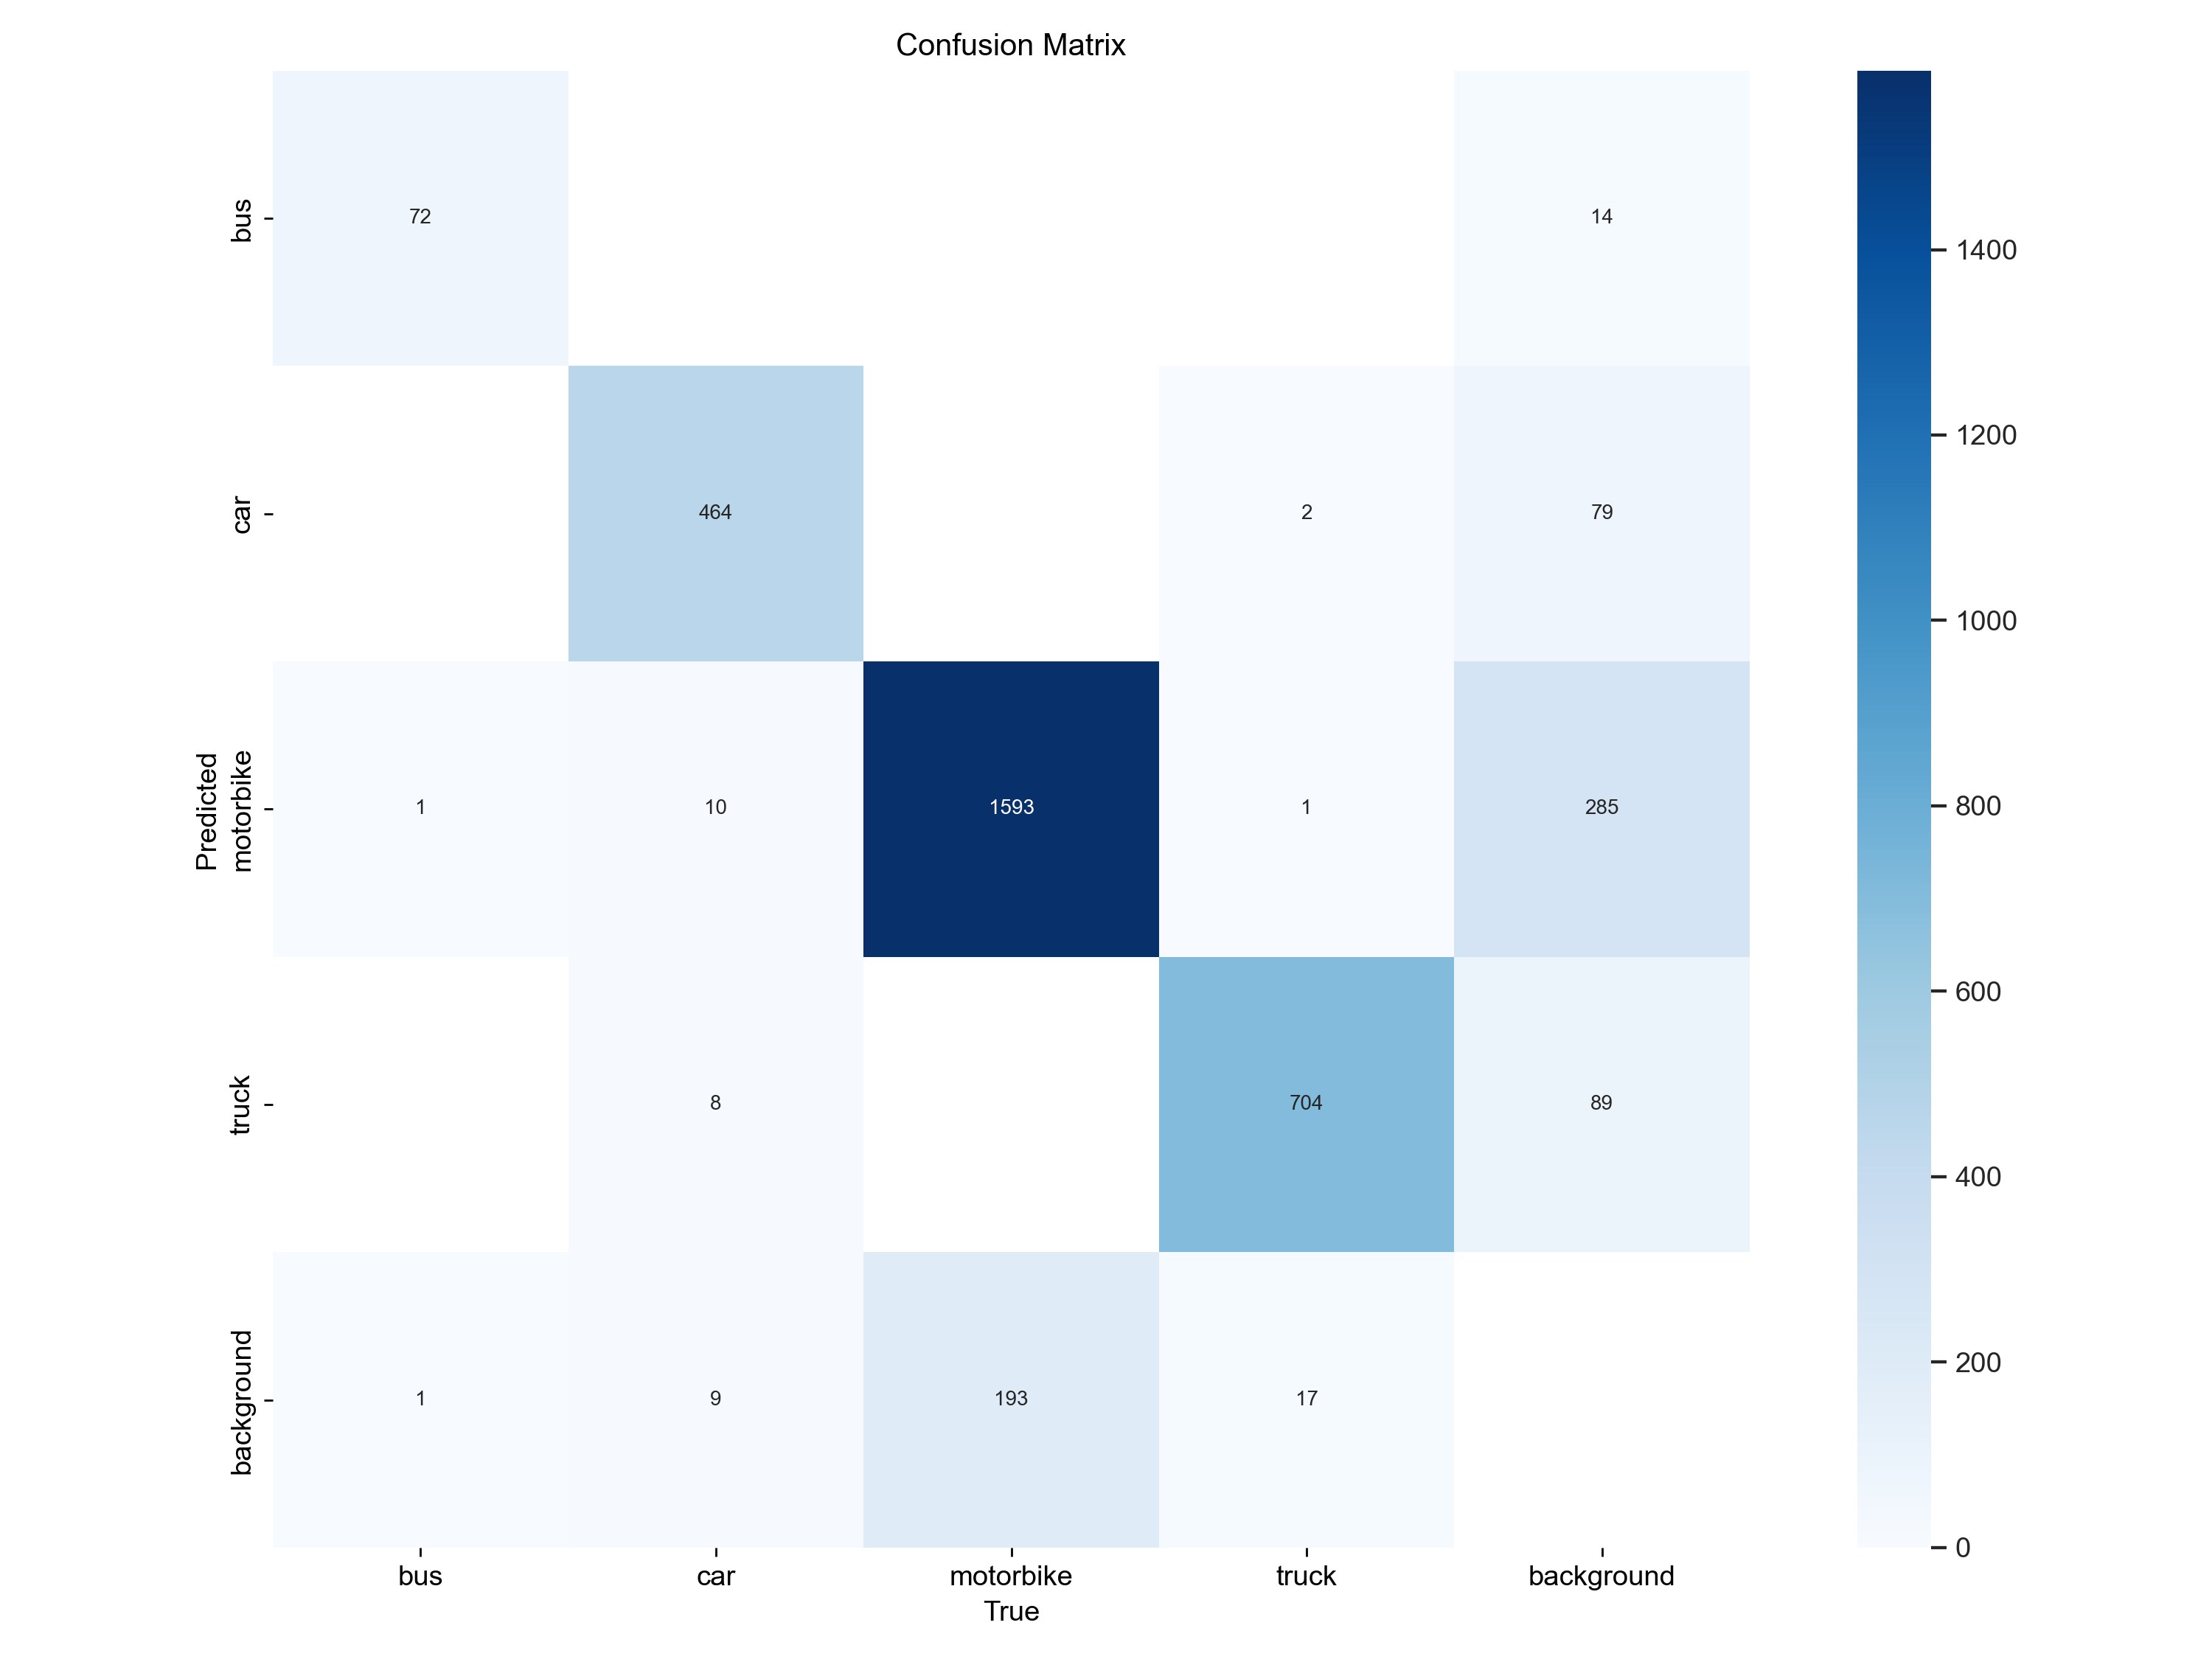 Confusion Matrix
bus
72
14
1400
1200
car
464
2
79
1000
Predicted
motorbike
1
10
1593
1
285
800
600
truck
8
704
89
400
background
1
9
193
17
200
0
bus
car
motorbike
truck
background
True